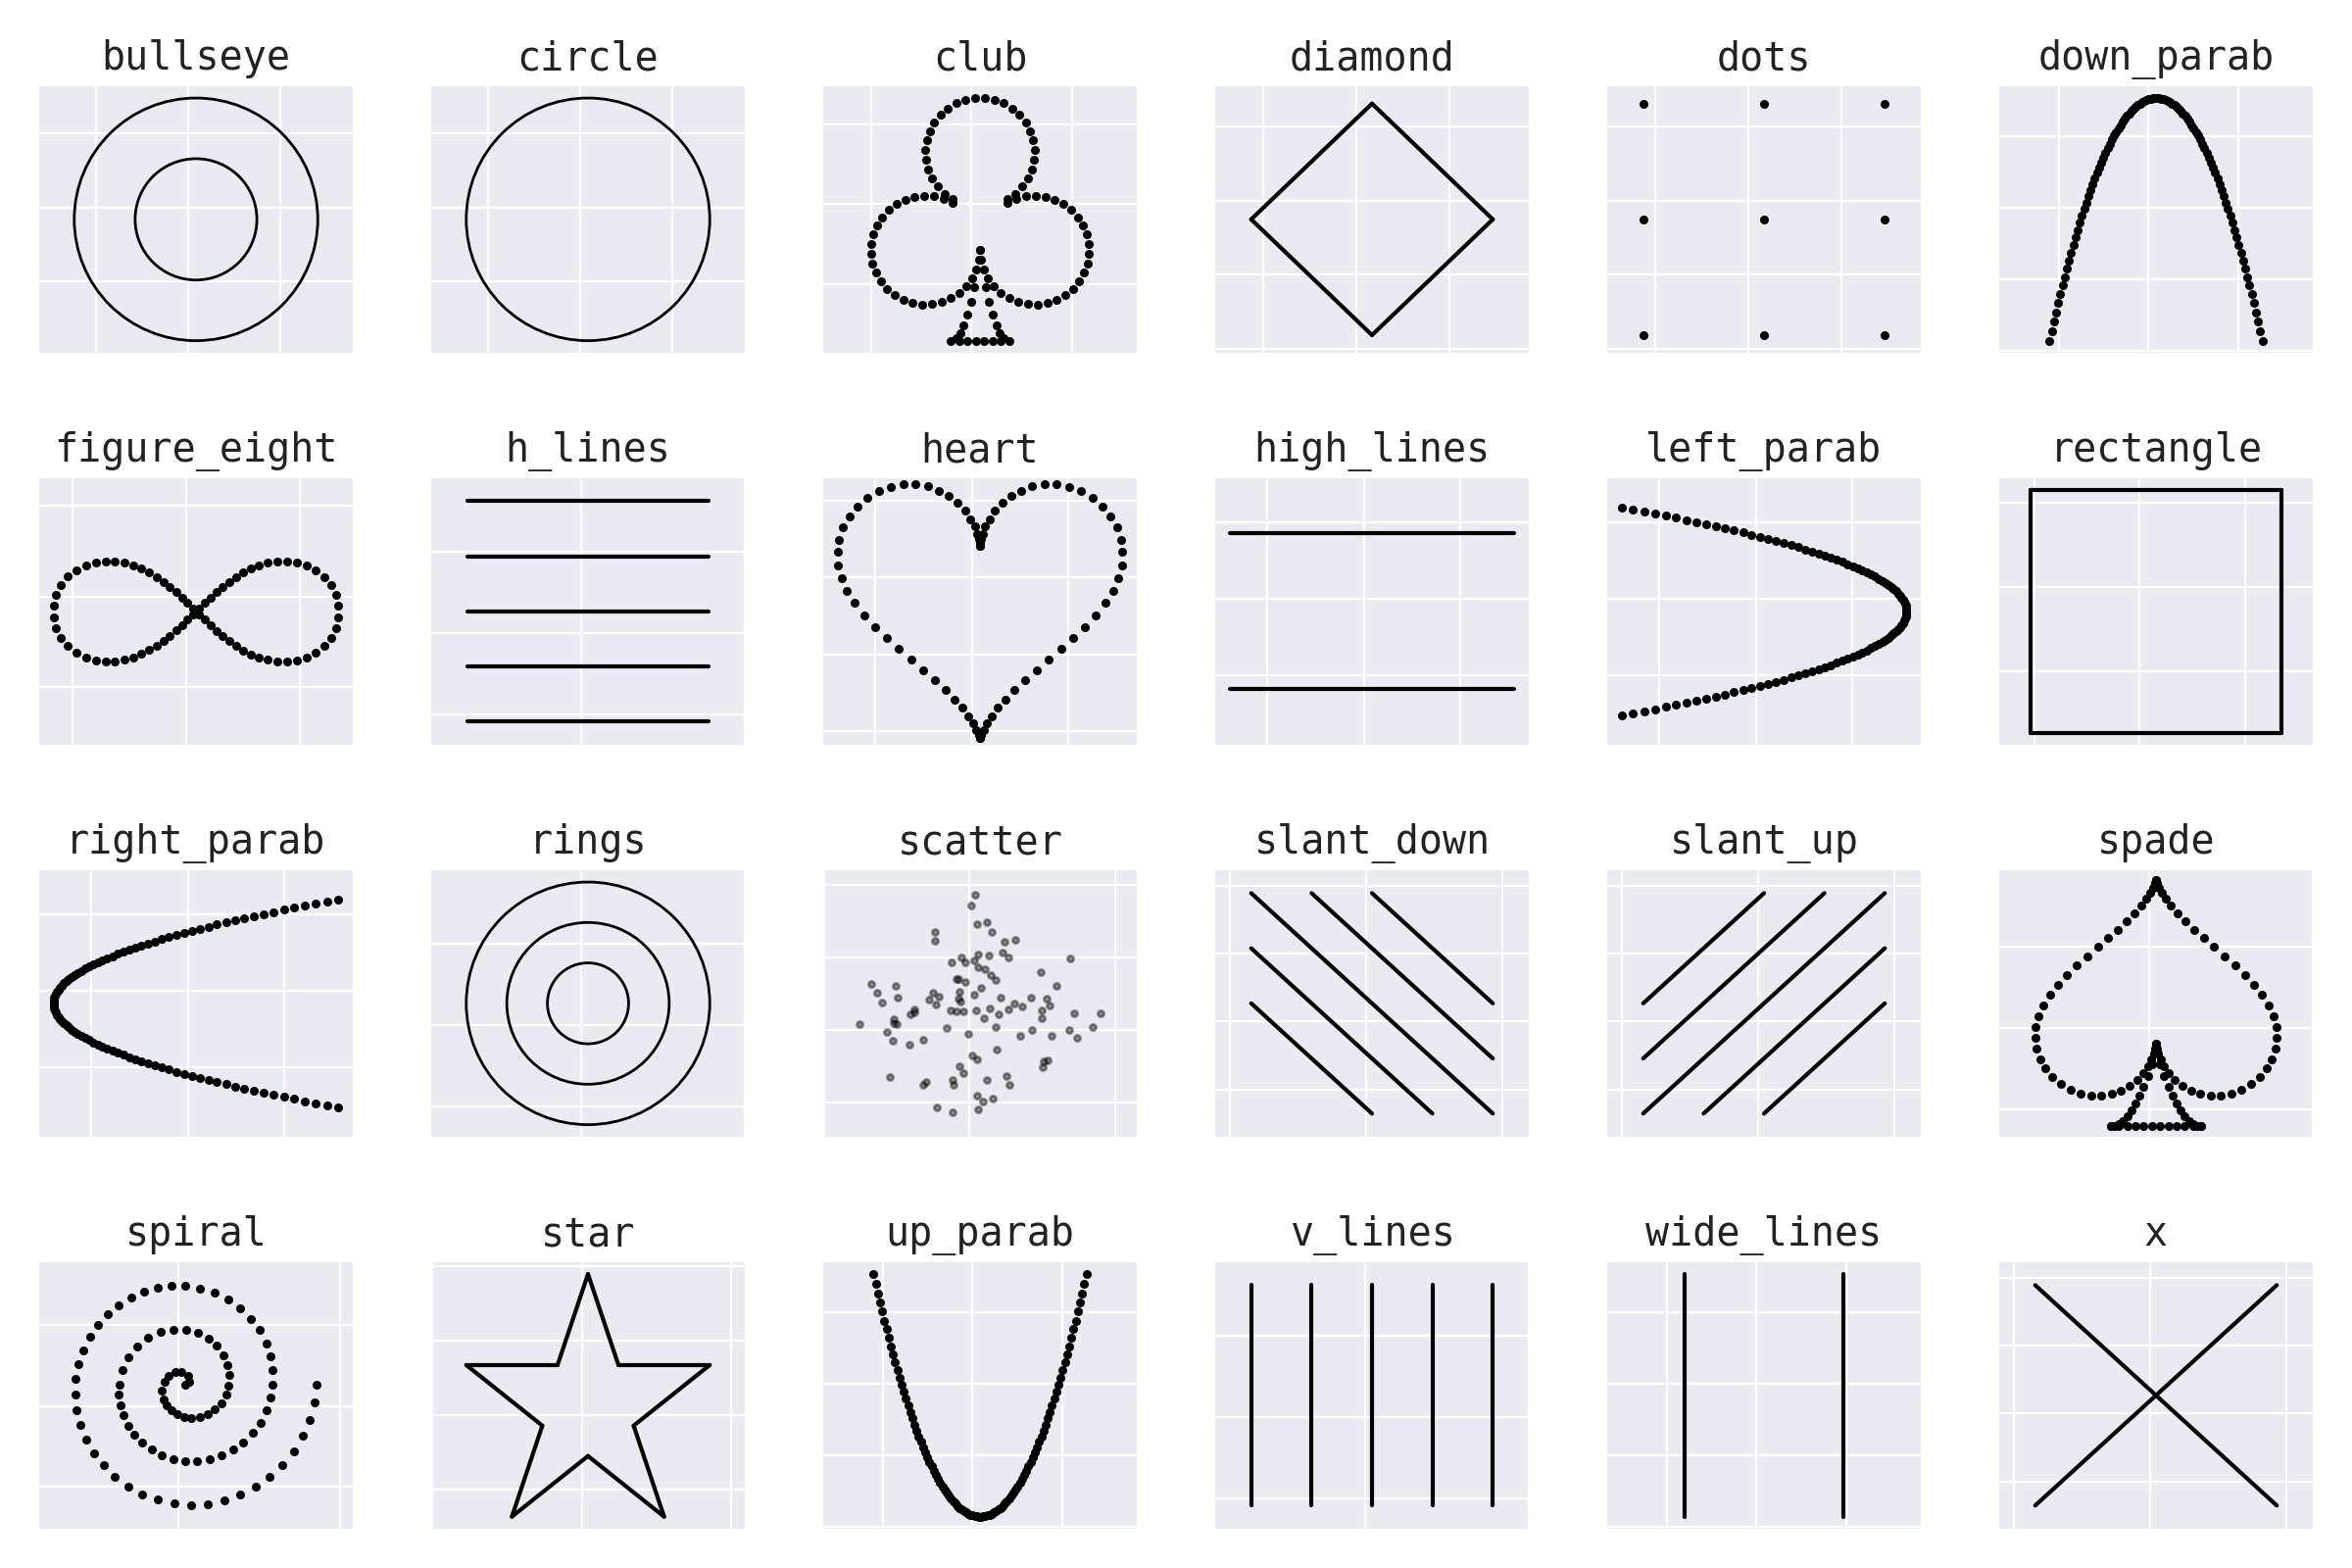 bullseye circle club diamond dots down_parab
figure_eight h_lines heart high_lines left_parab rectangle
right_parab rings scatter slant_down slant_up spade
spiral star up_parab v_lines wide_lines x